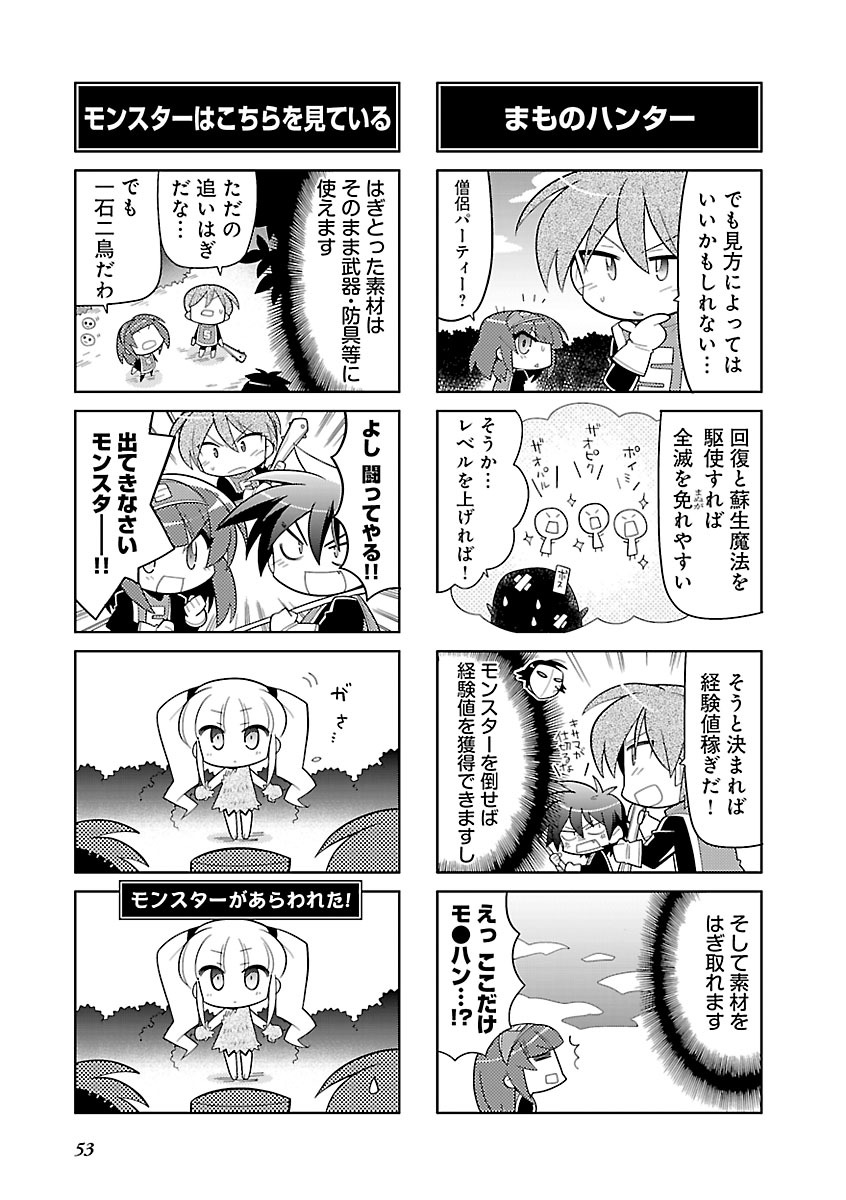 まものハンター
でも見方によっては
いいかもしれない…
僧侶パーティー？
回復と蘇生魔法を
駆使すれば
全滅を免れやすい
まぬが
ホイミン
ザオピク
ザオパル
ボス
そうか…
レベルを上げれば！
そうと決まれば
経験値稼ぎだ！
キサマが
仕切るな
モンスターを倒せば
経験値を獲得できますし
そして素材を
はぎ取れます
えっ ここだけ
モ●ハン…!?
モンスターはこちらを見ている
はぎとった素材は
そのまま武器・防具等に
使えます
ただの
追いはぎ
だな…
でも
一石二鳥だわ
よし 闘ってやる!!
出てきなさい
モンスター――!!
ガサ…
モンスターがあらわれた！
53